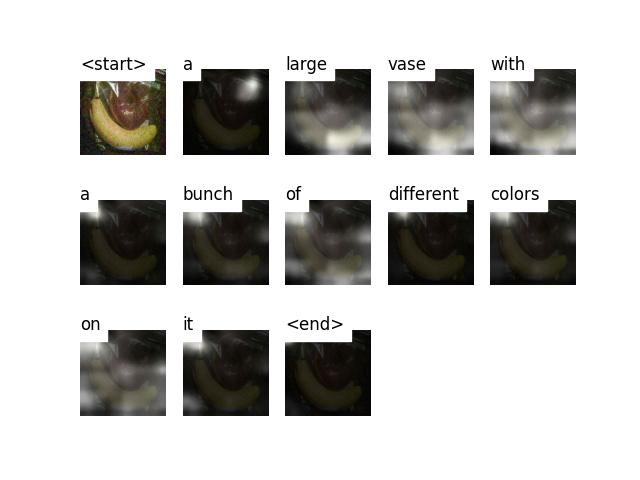 <start> a large vase with
a bunch of different colors
on it <end>